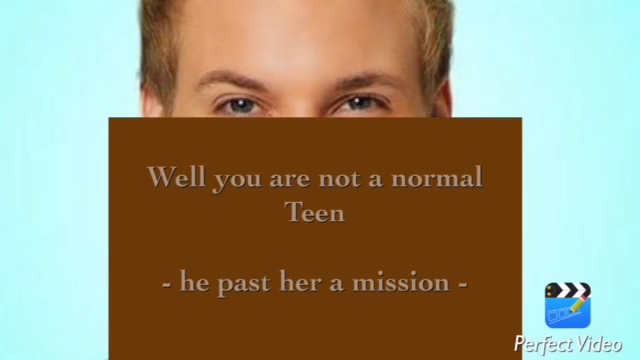 Well you are not a normal
Teen
- he past her a mission -
Perfect Video